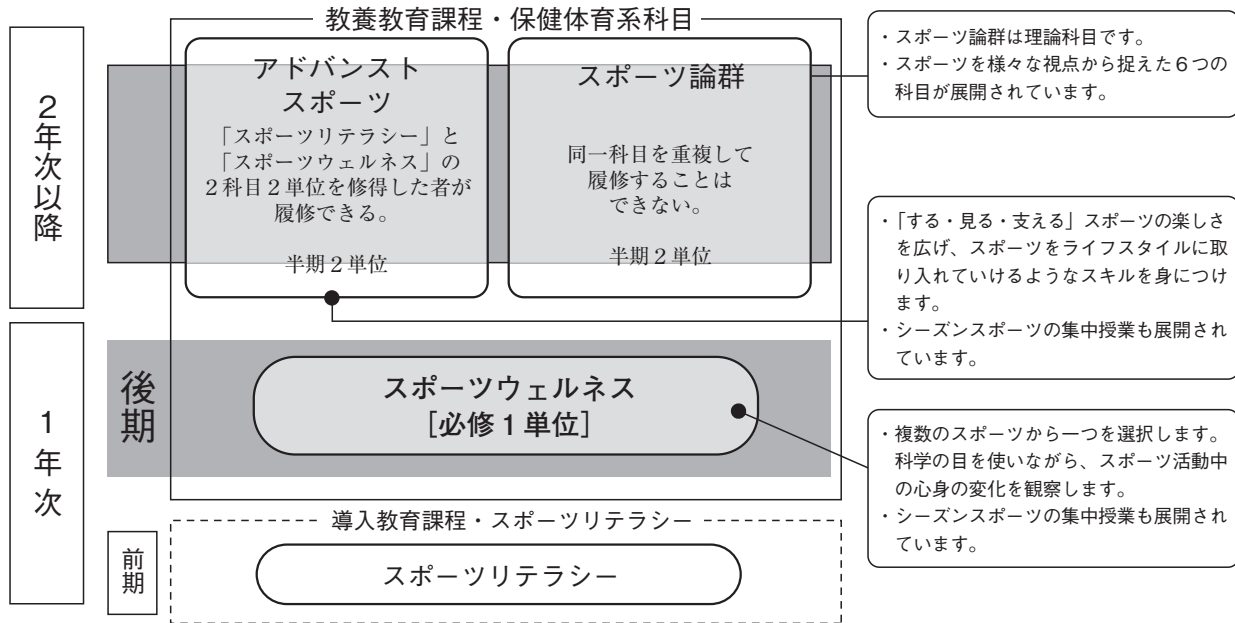 教養教育課程・保健体育系科目
2年次以降
アドバンスト
スポーツ
「スポーツリテラシー」と
「スポーツウェルネス」の
2科目2単位を修得した者が
履修できる。
半期2単位
スポーツ論群
同一科目を重複して
履修することは
できない。
半期2単位
・スポーツ論群は理論科目です。
・スポーツを様々な視点から捉えた6つの
科目が展開されています。
・「する・見る・支える」スポーツの楽しさ
を広げ、スポーツをライフスタイルに取
り入れていけるようなスキルを身につけ
ます。
・シーズンスポーツの集中授業も展開され
ています。
1年次
後期
スポーツウェルネス
[必修1単位]
・複数のスポーツから一つを選択します。
科学の目を使いながら、スポーツ活動中
の心身の変化を観察します。
・シーズンスポーツの集中授業も展開され
ています。
導入教育課程・スポーツリテラシー
前期
スポーツリテラシー